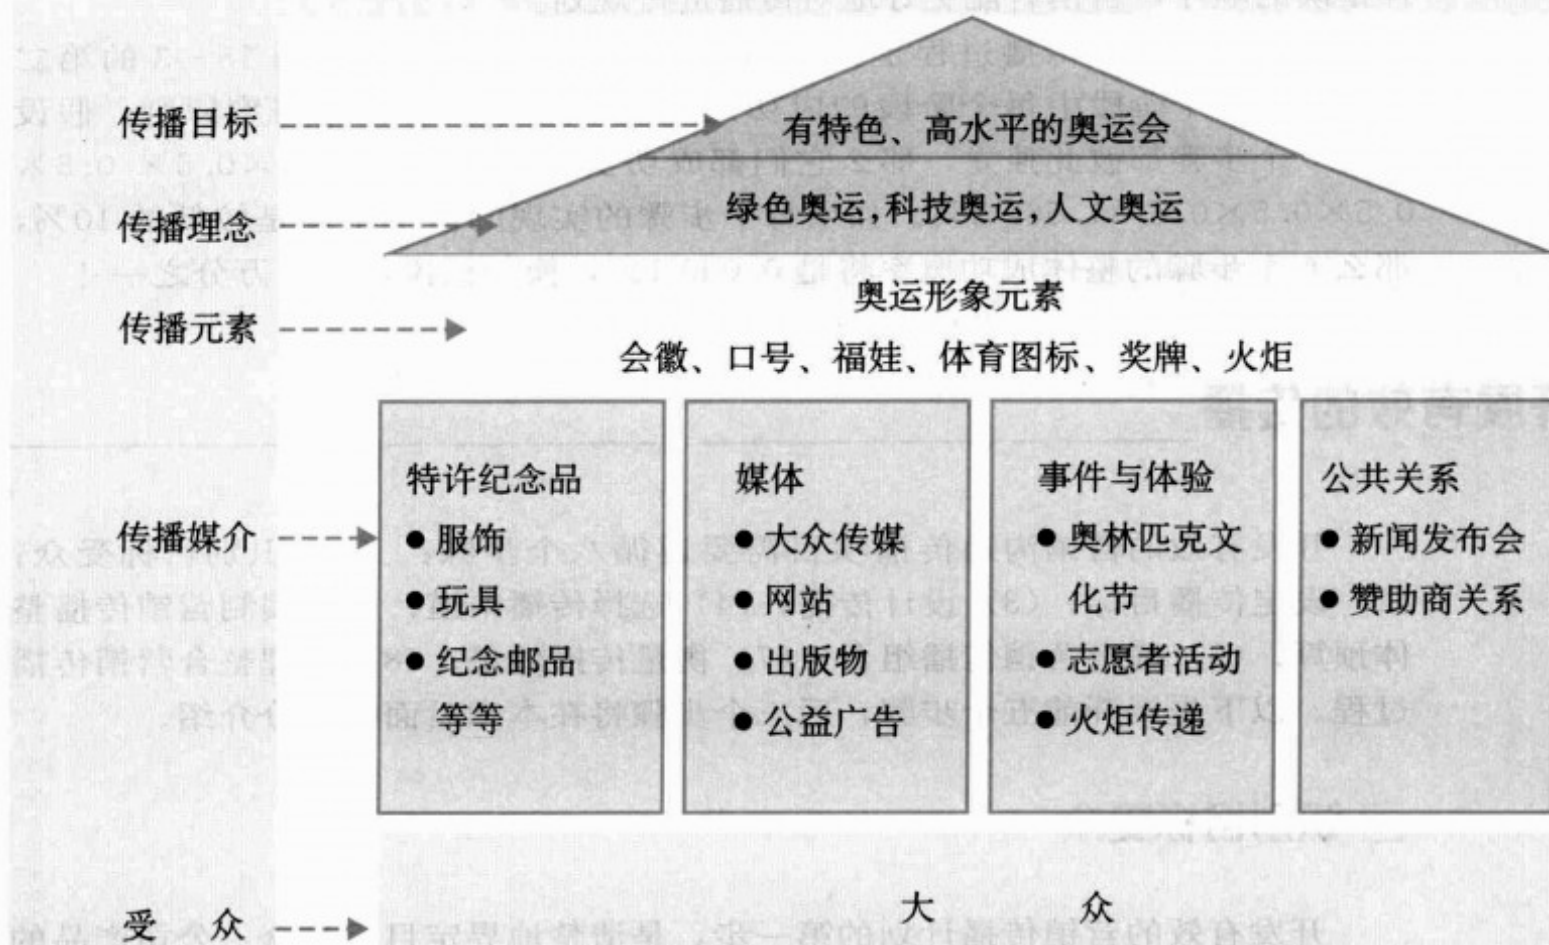 传播目标
有特色、高水平的奥运会
传播理念
绿色奥运,科技奥运,人文奥运
传播元素
奥运形象元素
会徽、口号、福娃、体育图标、奖牌、火炬
传播媒介
特许纪念品
●服饰
●玩具
●纪念邮品
等等
媒体
●大众传媒
●网站
●出版物
●公益广告
事件与体验
●奥林匹克文
化节
●志愿者活动
●火炬传递
公共关系
●新闻发布会
●赞助商关系
受 众
大 众